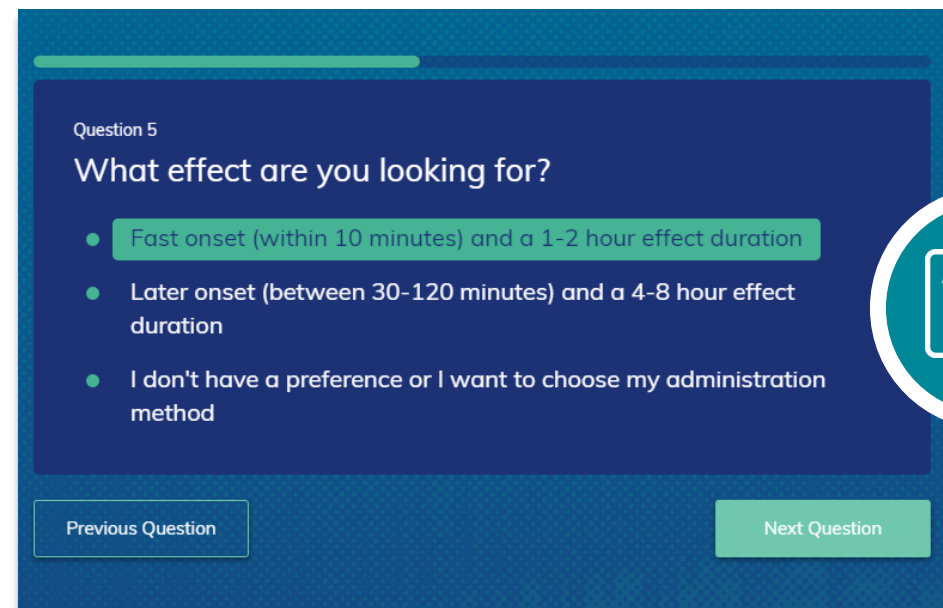 Question 5
What effect are you looking for?
Fast onset (within 10 minutes) and a 1-2 hour effect duration
Later onset (between 30-120 minutes) and a 4-8 hour effect
duration
I don't have a preference or I want to choose my administration
method
Previous Question
Next Question